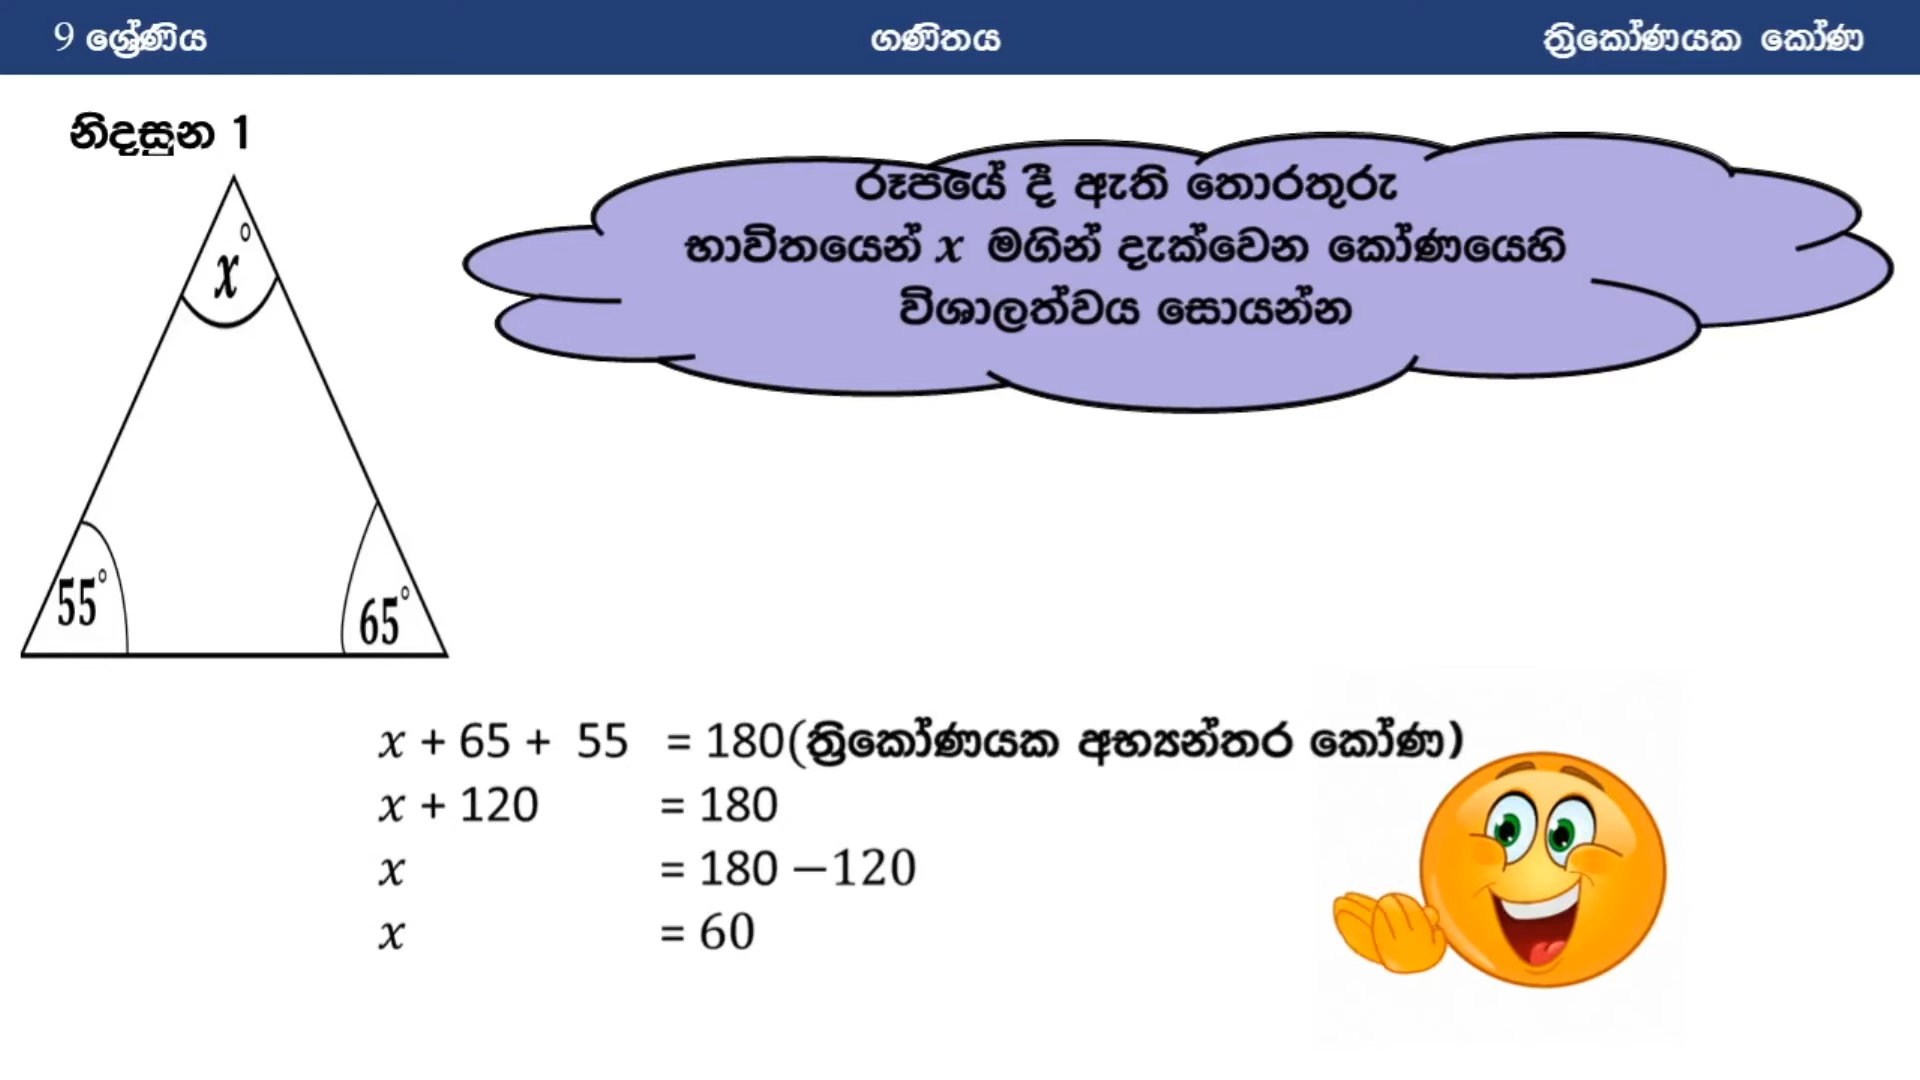 9 ශ්‍රේණිය
ගණිතය
ත්‍රිකෝණයක කෝණ
නිදසුන 1
රූපයේ දී ඇති තොරතුරු
භාවිතයෙන් x මගින් දැක්වෙන කෝණයෙහි
විශාලත්වය සොයන්න
x°
55°
65°
x + 65 + 55 = 180(ත්‍රිකෝණයක අභ්‍යන්තර කෝණ)
x + 120 = 180
x = 180 −120
x = 60